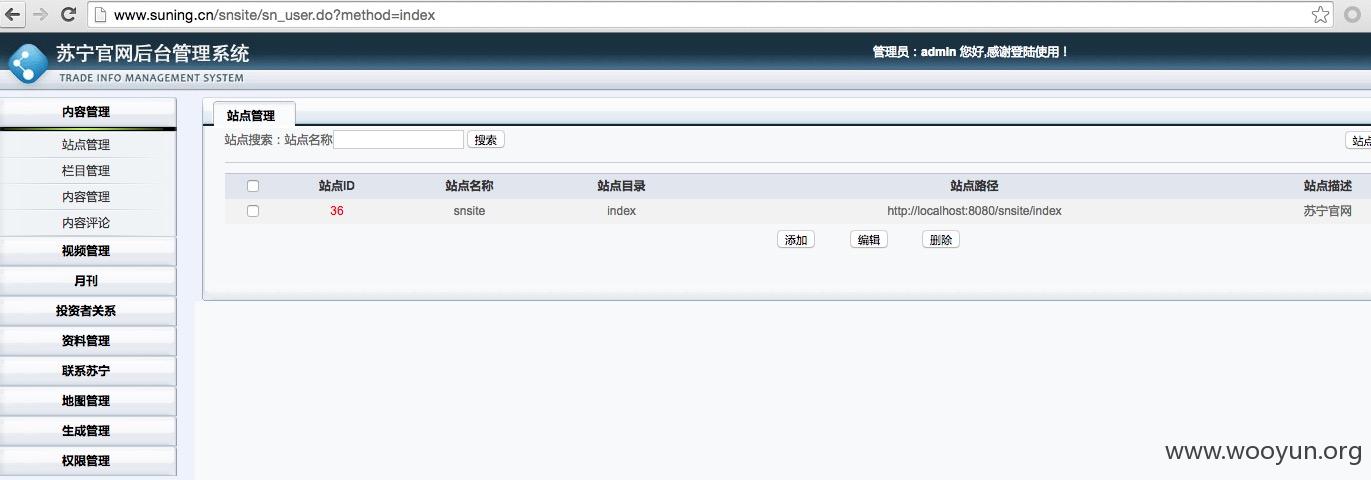 www.suning.cn/snsite/sn_user.do?method=index
苏宁官网后台管理系统
TRADE INFO MANAGEMENT SYSTEM
管理员：admin 您好,感谢登陆使用！
内容管理
站点管理
栏目管理
内容管理
内容评论
视频管理
月刊
投资者关系
资料管理
联系苏宁
地图管理
生成管理
权限管理
站点管理
站点搜索：站点名称 搜索 站点
站点ID 站点名称 站点目录 站点路径 站点描述
36 snsite index http://localhost:8080/snsite/index 苏宁官网
添加 编辑 删除
www.wooyun.org